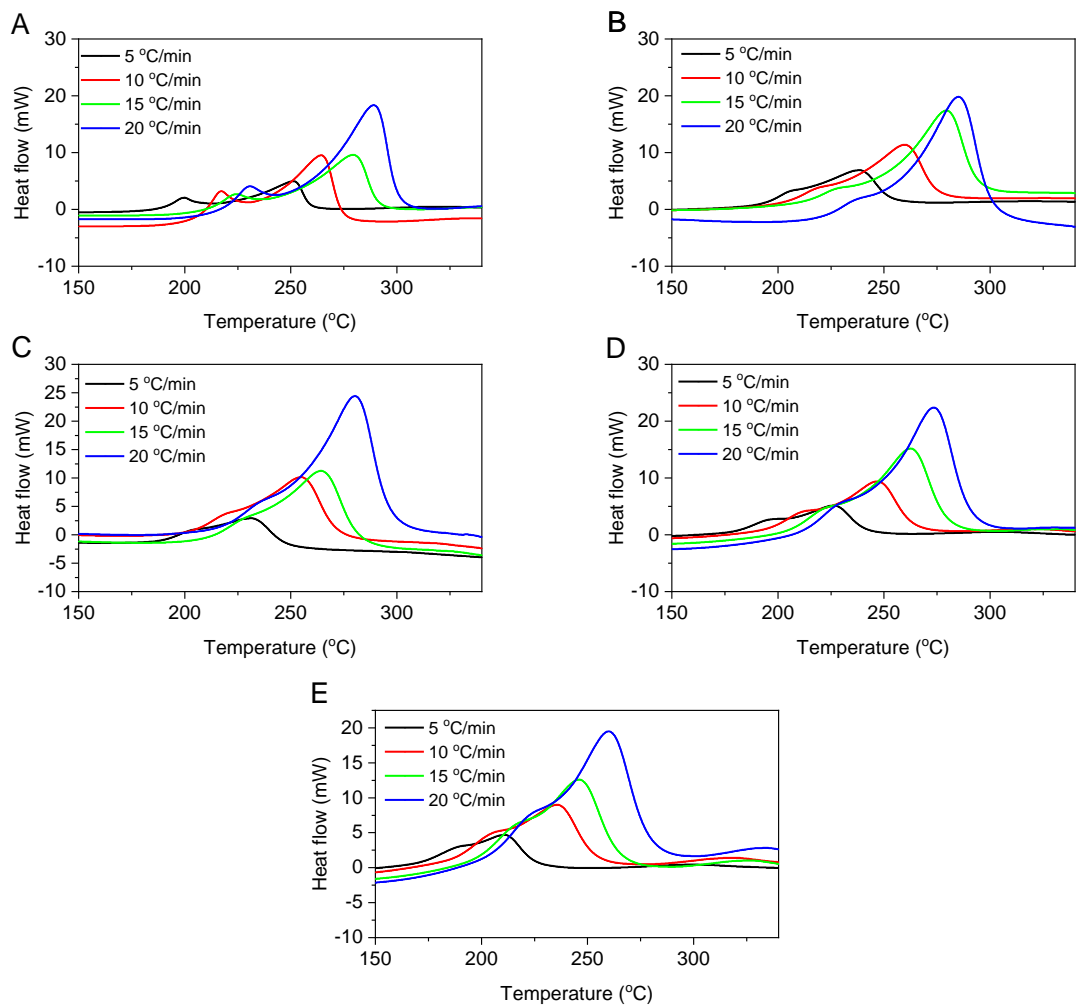 A
30
20
10
0
-10
150 200 250 300
Heat flow (mW)
Temperature (°C)
5 °C/min
10 °C/min
15 °C/min
20 °C/min
B
30
20
10
0
-10
150 200 250 300
Heat flow (mW)
Temperature (°C)
5 °C/min
10 °C/min
15 °C/min
20 °C/min
C
30
25
20
15
10
5
0
-5
-10
150 200 250 300
Heat flow (mW)
Temperature (°C)
5 °C/min
10 °C/min
15 °C/min
20 °C/min
D
30
20
10
0
-10
150 200 250 300
Heat flow (mW)
Temperature (°C)
5 °C/min
10 °C/min
15 °C/min
20 °C/min
E
20
15
10
5
0
-5
-10
150 200 250 300
Heat flow (mW)
Temperature (°C)
5 °C/min
10 °C/min
15 °C/min
20 °C/min